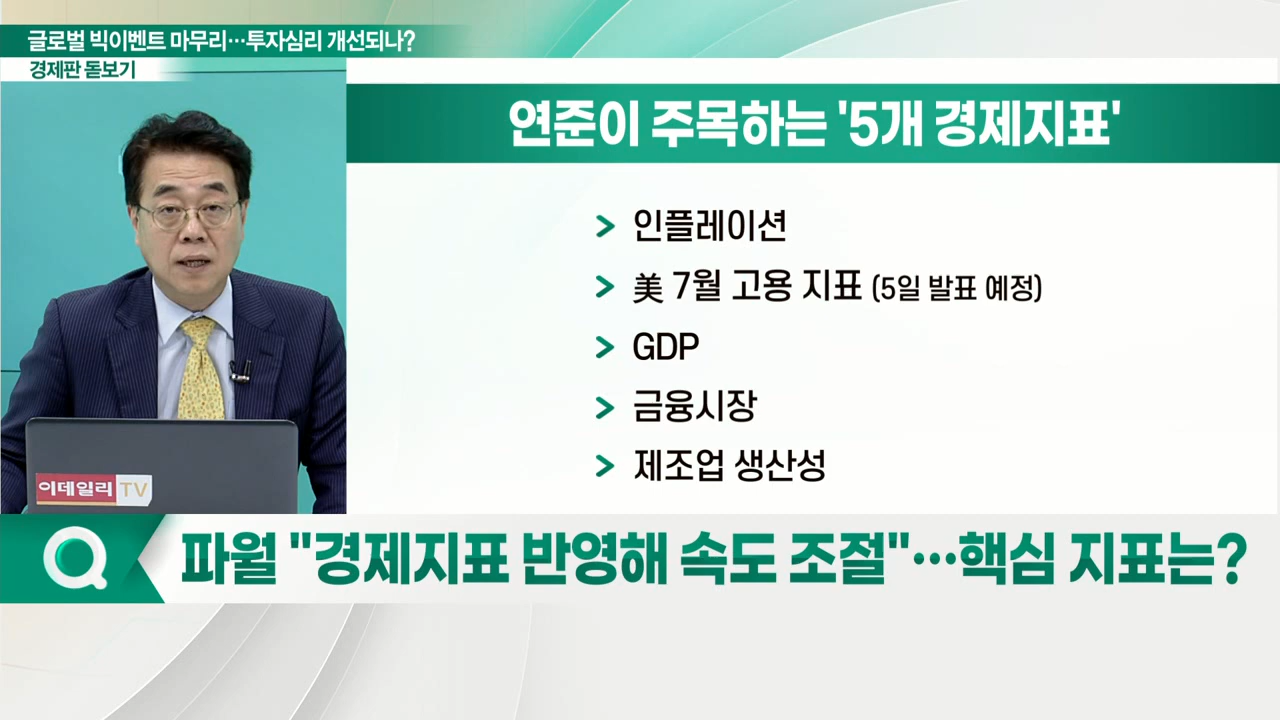 글로벌 빅이벤트 마무리…투자심리 개선되나?
경제판 돋보기
연준이 주목하는 '5개 경제지표'
> 인플레이션
> 美 7월 고용 지표 (5일 발표 예정)
> GDP
> 금융시장
> 제조업 생산성
이데일리 TV
Q 파월 "경제지표 반영해 속도 조절"…핵심 지표는?